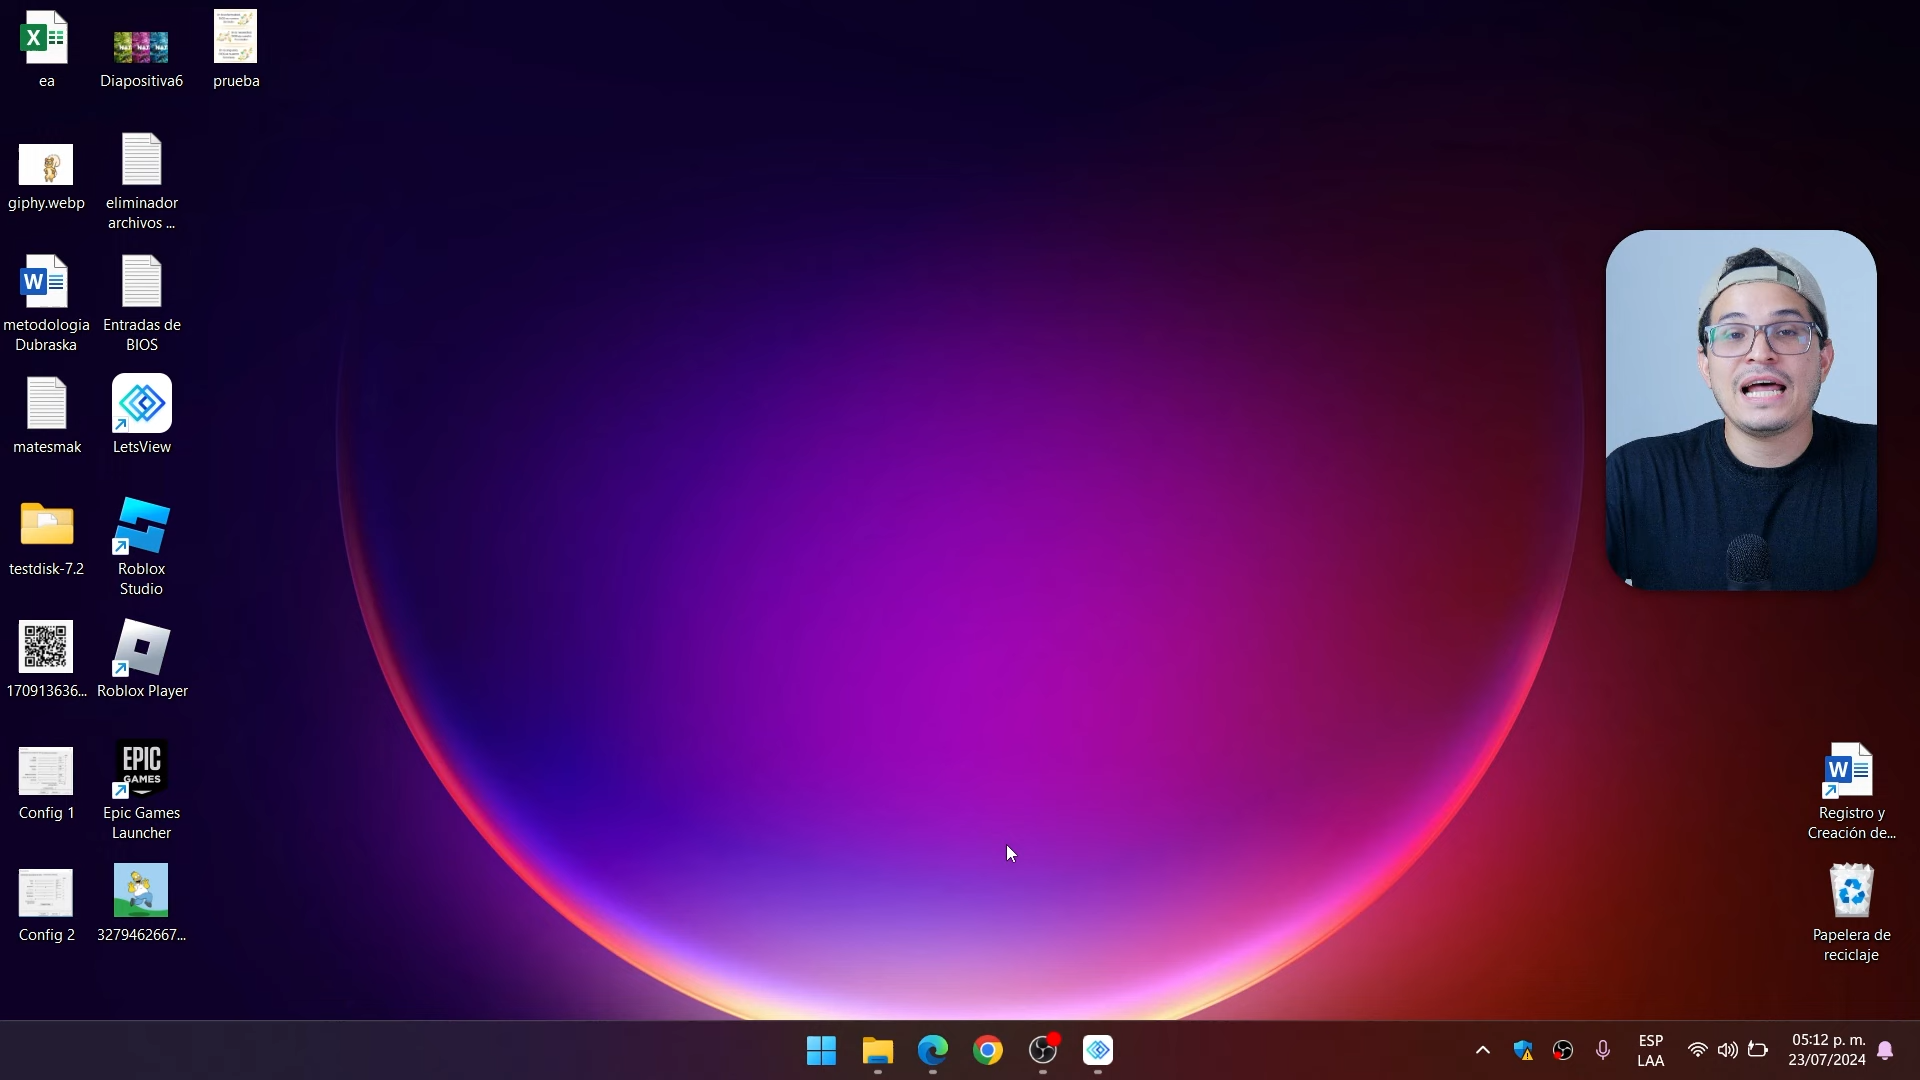 ea
Diapositiva6
prueba
giphy.webp
eliminador
archivos ...
metodologia
Dubraska
Entradas de
BIOS
matesmak
LetsView
testdisk-7.2
Roblox
Studio
170913636...
Roblox Player
EPIC
GAMES
Config 1
Epic Games
Launcher
Config 2
3279462667...
Registro y
Creación de...
Papelera de
reciclaje
ESP
LAA
05:12 p. m.
23/07/2024